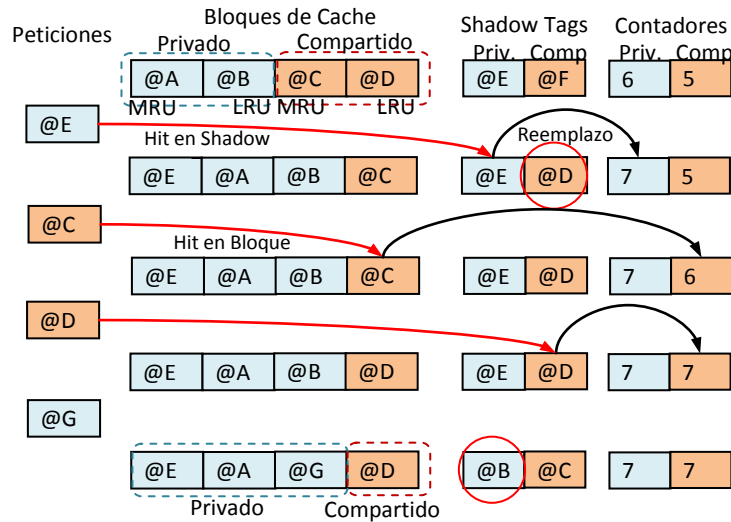 Bloques de Cache
Shadow Tags
Contadores
Peticiones
Privado
Compartido
Priv. Comp
Priv. Comp
@A @B @C @D
@E @F
6 5
MRU LRU MRU LRU
@E
Hit en Shadow
Reemplazo
@E @A @B @C
@E @D
7 5
@C
Hit en Bloque
@E @A @B @C
@E @D
7 6
@D
@E @A @B @D
@E @D
7 7
@G
@E @A @G @D
@B @C
7 7
Privado
Compartido